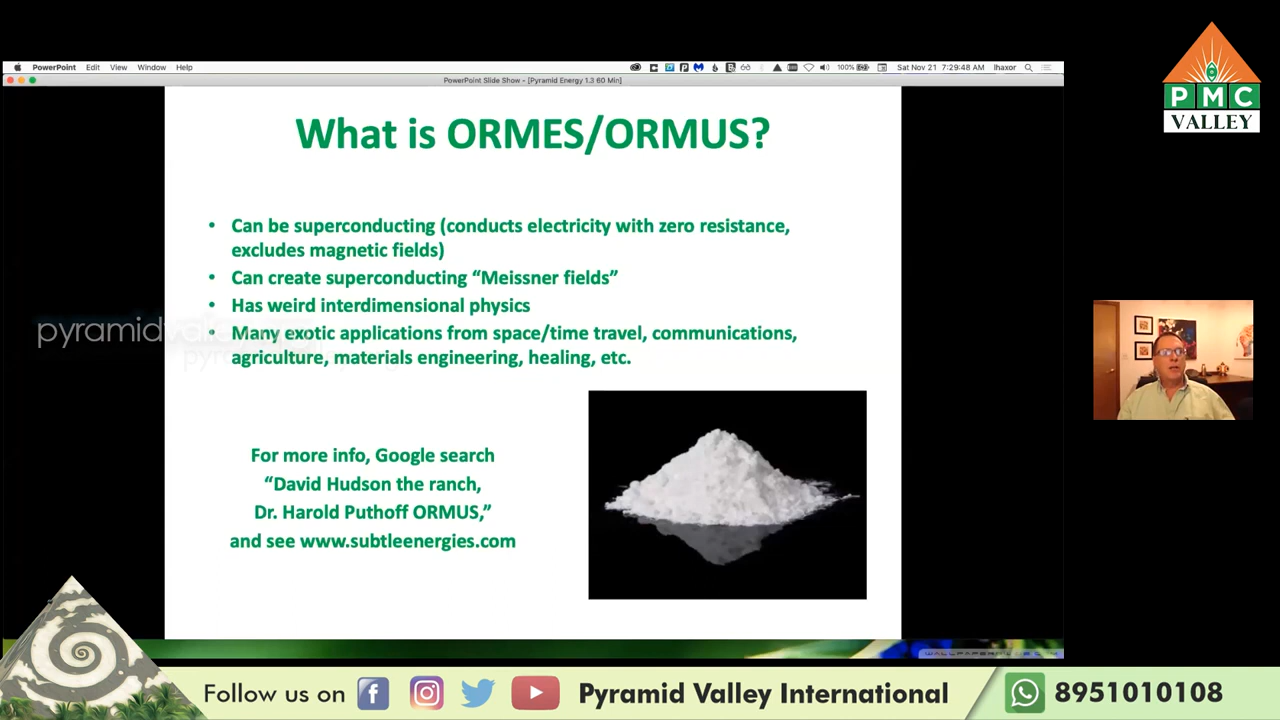 PowerPoint Edit View Window Help
100% Sat Nov 21 7:29:48 AM lhaxor
PowerPoint Slide Show - [Pyramid Energy 1.3 60 Min]
PMC
VALLEY
What is ORMES/ORMUS?
• Can be superconducting (conducts electricity with zero resistance,
excludes magnetic fields)
• Can create superconducting “Meissner fields”
• Has weird interdimensional physics
• Many exotic applications from space/time travel, communications,
agriculture, materials engineering, healing, etc.
For more info, Google search
“David Hudson the ranch,
Dr. Harold Puthoff ORMUS,”
and see www.subtleenergies.com
Follow us on Pyramid Valley International 8951010108